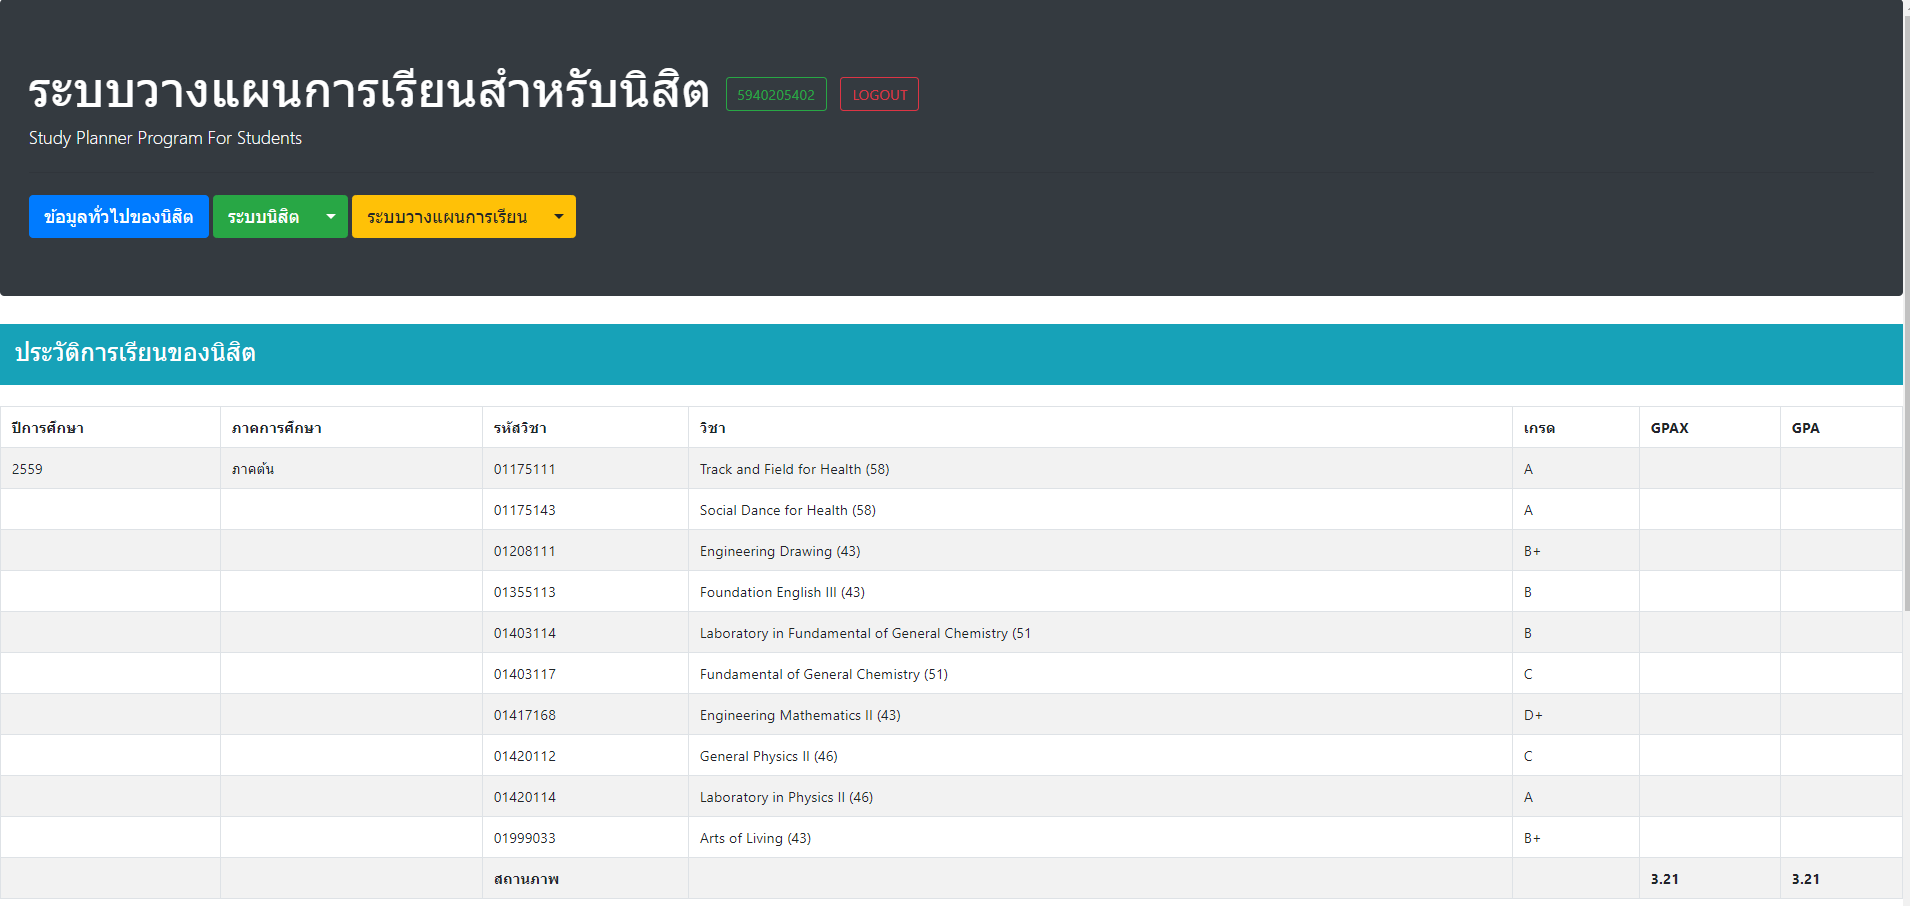 ระบบวางแผนการเรียนสำหรับนิสิต 5940205402 LOGOUT
Study Planner Program For Students
ข้อมูลทั่วไปของนิสิต ระบบนิสิต ระบบวางแผนการเรียน
ประวัติการเรียนของนิสิต
ปีการศึกษา ภาคการศึกษา รหัสวิชา วิชา เกรด GPAX GPA
2559 ภาคต้น 01175111 Track and Field for Health (58) A
01175143 Social Dance for Health (58) A
01208111 Engineering Drawing (43) B+
01355113 Foundation English III (43) B
01403114 Laboratory in Fundamental of General Chemistry (51 B
01403117 Fundamental of General Chemistry (51) C
01417168 Engineering Mathematics II (43) D+
01420112 General Physics II (46) C
01420114 Laboratory in Physics II (46) A
01999033 Arts of Living (43) B+
สถานภาพ 3.21 3.21